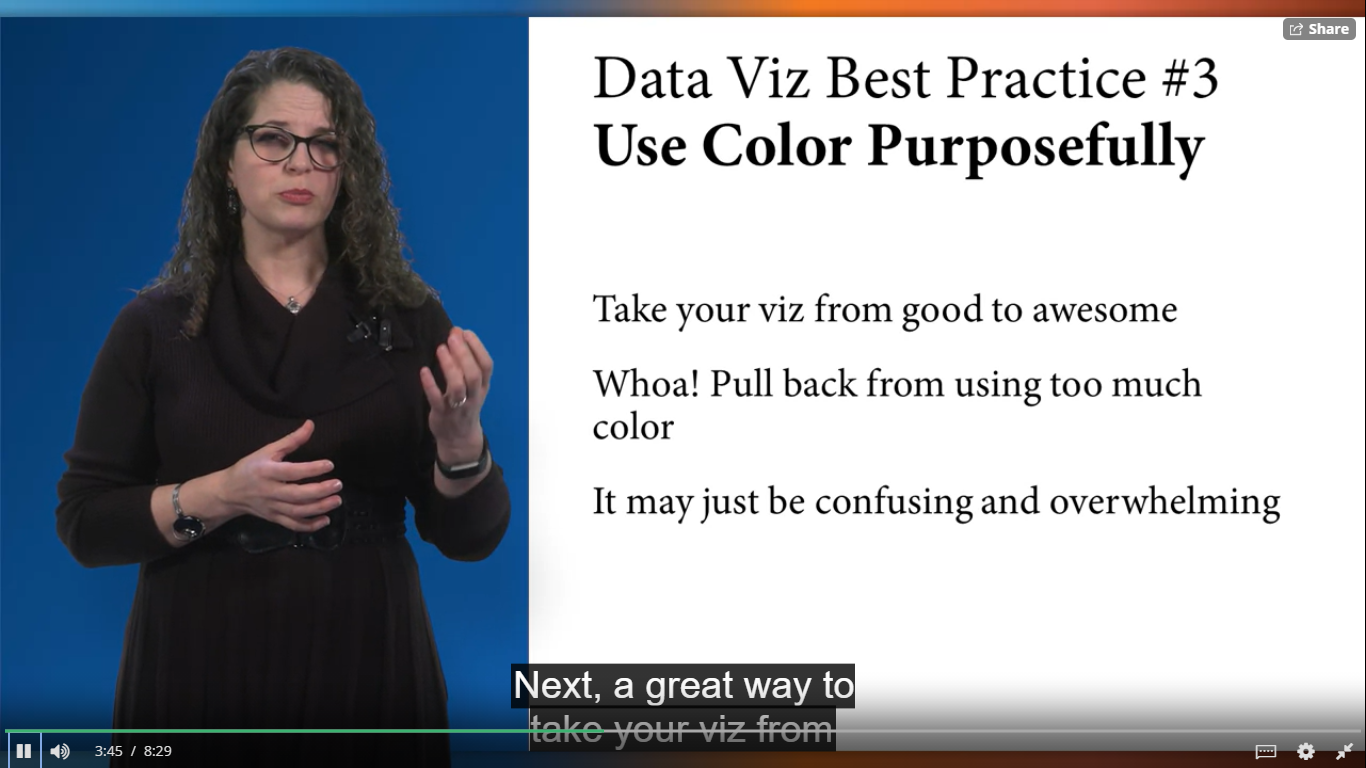 Share
Data Viz Best Practice #3
Use Color Purposefully
Take your viz from good to awesome
Whoa! Pull back from using too much
color
It may just be confusing and overwhelming
Next, a great way to
take your viz from
3:45 / 8:29